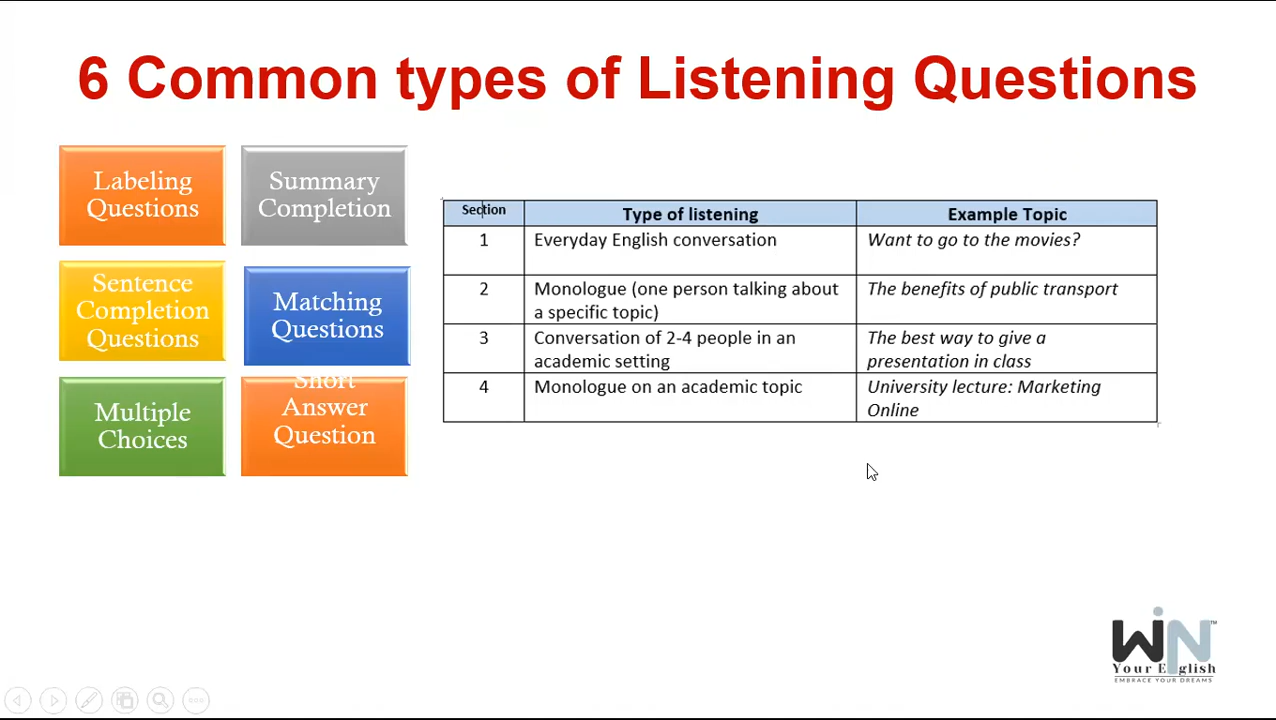 6 Common types of Listening Questions
Labeling
Questions
Summary
Completion
Sentence
Completion
Questions
Matching
Questions
Multiple
Choices
Short
Answer
Question
Section Type of listening Example Topic
1 Everyday English conversation Want to go to the movies?
2 Monologue (one person talking about The benefits of public transport
a specific topic)
3 Conversation of 2-4 people in an The best way to give a
academic setting presentation in class
4 Monologue on an academic topic University lecture: Marketing
Online
WiN™
Your English
EMBRACE YOUR DREAMS